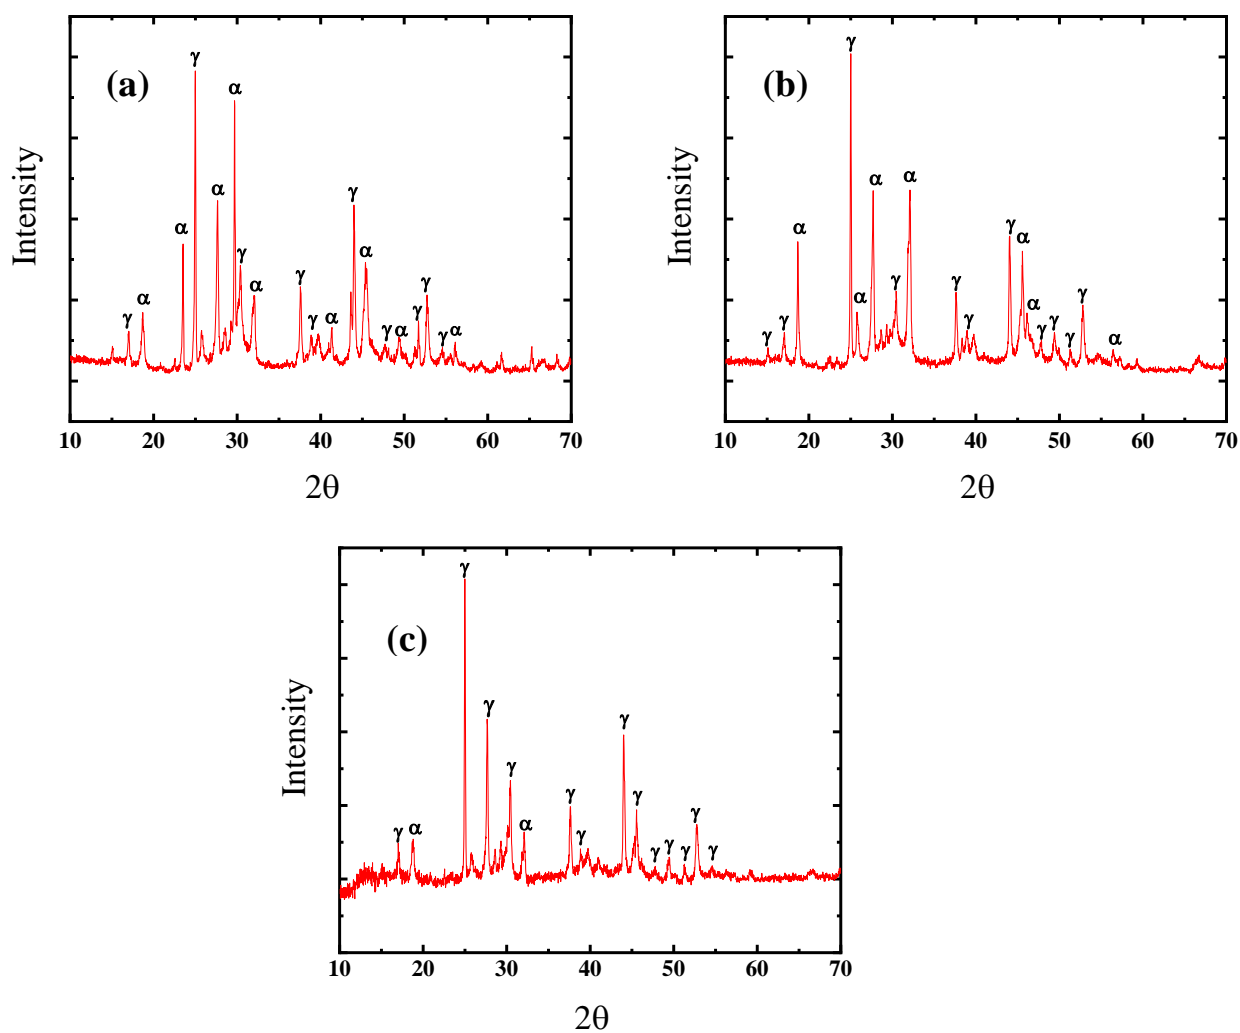 (a)
Intensity
γ α α γ α α γ α γ γ α γ α γ α γ γ γ α
10 20 30 40 50 60 70
2θ
(b)
Intensity
γ γ α γ α α γ α γ γ γ α α γ γ γ γ α
10 20 30 40 50 60 70
2θ
(c)
Intensity
γ α γ γ γ α γ γ γ γ γ γ γ γ γ
10 20 30 40 50 60 70
2θ